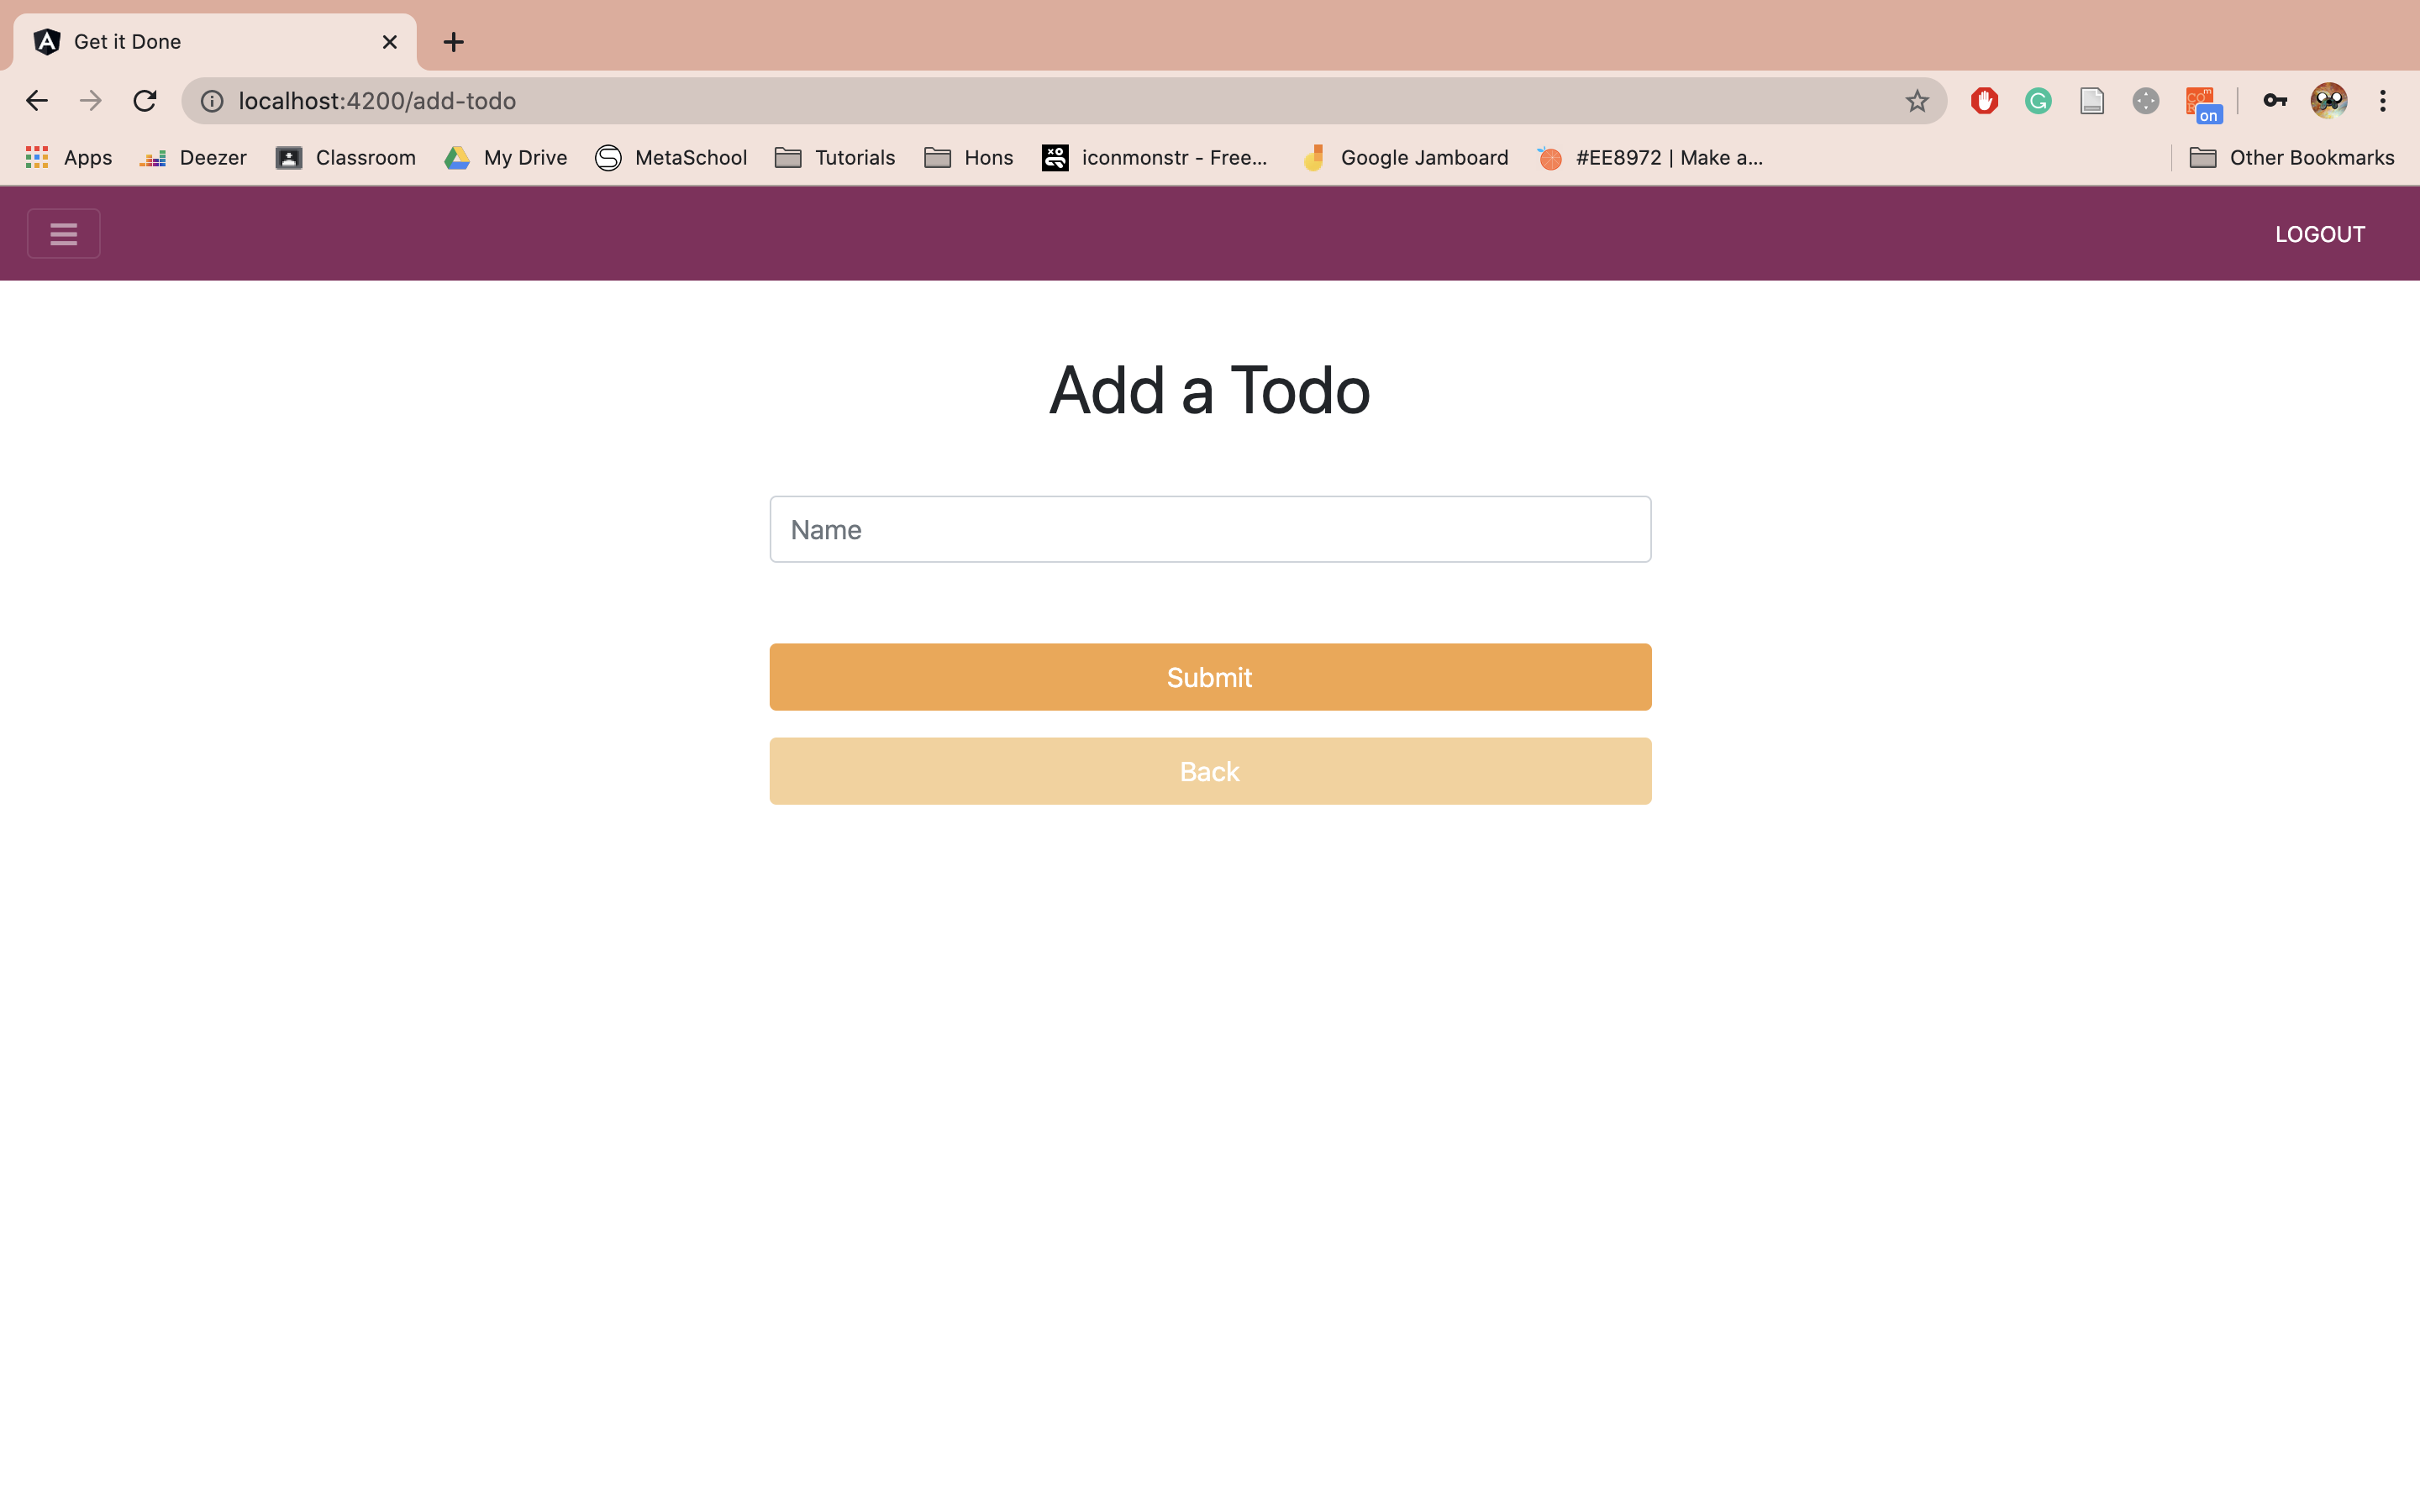 Get it Done
localhost:4200/add-todo
on
Apps Deezer Classroom My Drive MetaSchool Tutorials Hons iconmonstr - Free... Google Jamboard #EE8972 | Make a... Other Bookmarks
LOGOUT
Add a Todo
Name
Submit
Back